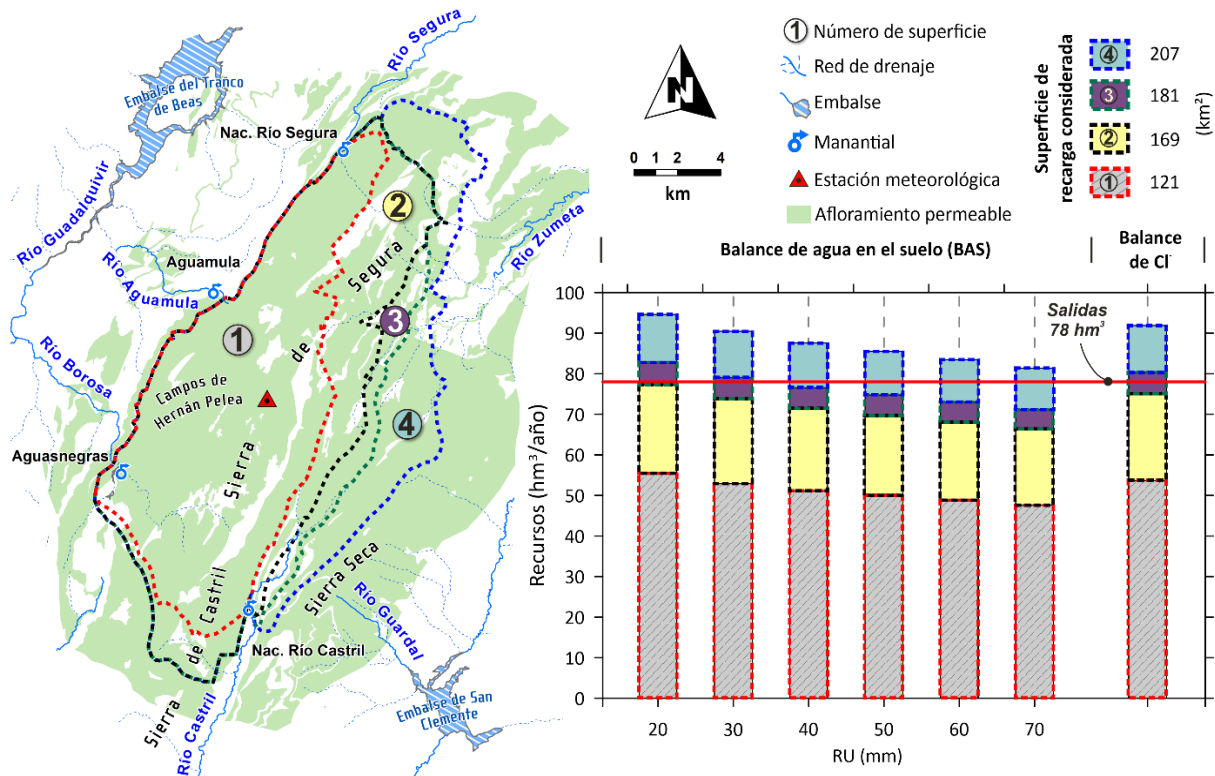 Río Segura
Embalse del Tranco
de Beas
Nac. Río Segura
Río Guadalquivir
2
Río Zumeta
Aguamula
Río Aguamula
Segura
1
3
de
Río Borosa
Campos de
Hernán Pelea
4
Aguasnegras
Sierra
Sierra Seca
Castril
Río Guardal
de
Nac. Río Castril
Sierra
Río Castril
Embalse de San
Clemente
N
0 1 2 4
km
1 Número de superficie
Red de drenaje
Embalse
Manantial
Estación meteorológica
Afloramiento permeable
Superficie de
recarga considerada
4 207
3 181
2 169
1 121
(km²)
Balance de agua en el suelo (BAS)
Balance
de Cl⁻
Salidas
78 hm³
Recursos (hm³/año)
100
90
80
70
60
50
40
30
20
10
0
20 30 40 50 60 70
RU (mm)